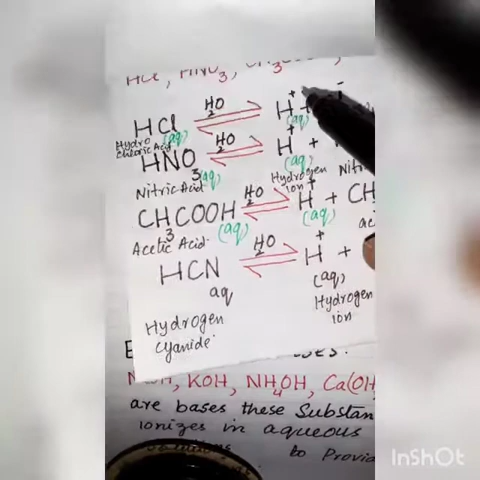 HCl, HNO3,
HCl (aq) ⇌ H2O H+ (aq) +
Hydro
Chloric Acid
HNO3 (aq) ⇌ H2O H+ (aq) +
Nitric Acid
Hydrogen ion
CH3COOH (aq) ⇌ H2O H+ (aq) + CH
Acetic Acid.
HCN aq ⇌ H2O H+ (aq) +
Hydrogen
Cyanide.
Hydrogen
ion
KOH, NH4OH, Ca(OH
are bases these Substan
ionizes in aqueous
to Provid
InShOt